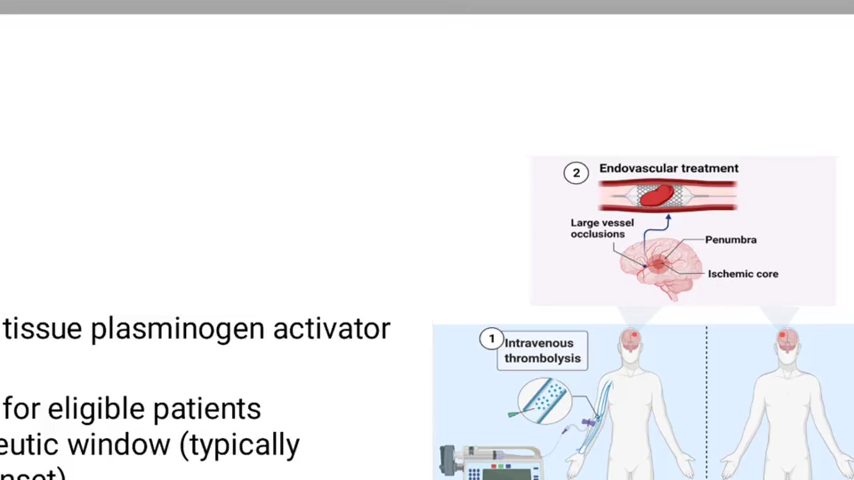 2 Endovascular treatment
Large vessel
occlusions
Penumbra
Ischemic core
tissue plasminogen activator
for eligible patients
eutic window (typically
nset)
1 Intravenous
thrombolysis